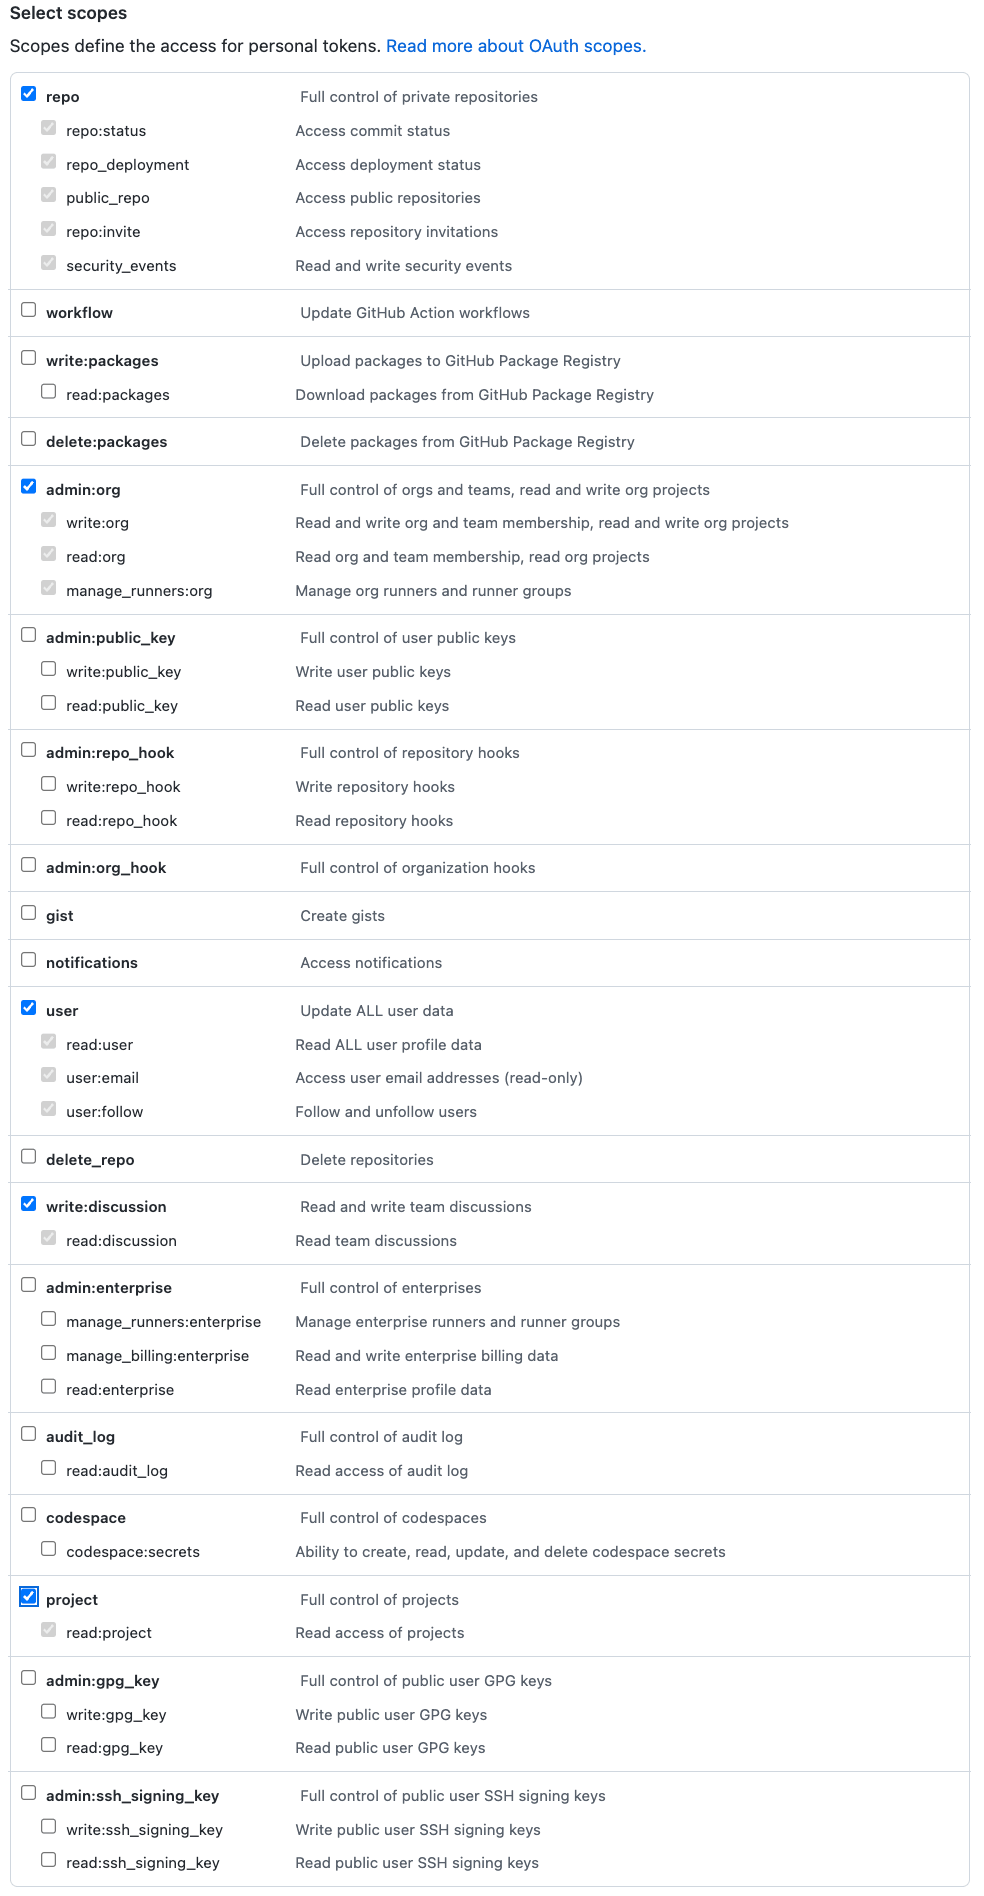 Select scopes
Scopes define the access for personal tokens. Read more about OAuth scopes.
repo Full control of private repositories
repo:status Access commit status
repo_deployment Access deployment status
public_repo Access public repositories
repo:invite Access repository invitations
security_events Read and write security events
workflow Update GitHub Action workflows
write:packages Upload packages to GitHub Package Registry
read:packages Download packages from GitHub Package Registry
delete:packages Delete packages from GitHub Package Registry
admin:org Full control of orgs and teams, read and write org projects
write:org Read and write org and team membership, read and write org projects
read:org Read org and team membership, read org projects
manage_runners:org Manage org runners and runner groups
admin:public_key Full control of user public keys
write:public_key Write user public keys
read:public_key Read user public keys
admin:repo_hook Full control of repository hooks
write:repo_hook Write repository hooks
read:repo_hook Read repository hooks
admin:org_hook Full control of organization hooks
gist Create gists
notifications Access notifications
user Update ALL user data
read:user Read ALL user profile data
user:email Access user email addresses (read-only)
user:follow Follow and unfollow users
delete_repo Delete repositories
write:discussion Read and write team discussions
read:discussion Read team discussions
admin:enterprise Full control of enterprises
manage_runners:enterprise Manage enterprise runners and runner groups
manage_billing:enterprise Read and write enterprise billing data
read:enterprise Read enterprise profile data
audit_log Full control of audit log
read:audit_log Read access of audit log
codespace Full control of codespaces
codespace:secrets Ability to create, read, update, and delete codespace secrets
project Full control of projects
read:project Read access of projects
admin:gpg_key Full control of public user GPG keys
write:gpg_key Write public user GPG keys
read:gpg_key Read public user GPG keys
admin:ssh_signing_key Full control of public user SSH signing keys
write:ssh_signing_key Write public user SSH signing keys
read:ssh_signing_key Read public user SSH signing keys